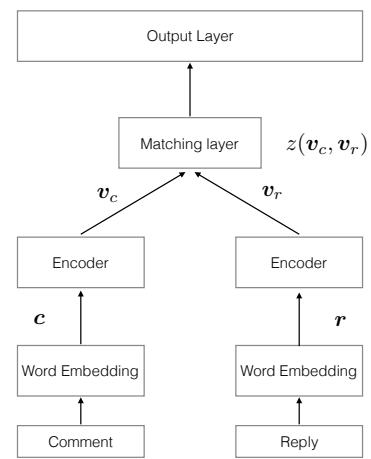 Output Layer
Matching layer
z(v_c, v_r)
v_c
v_r
Encoder
Encoder
c
r
Word Embedding
Word Embedding
Comment
Reply